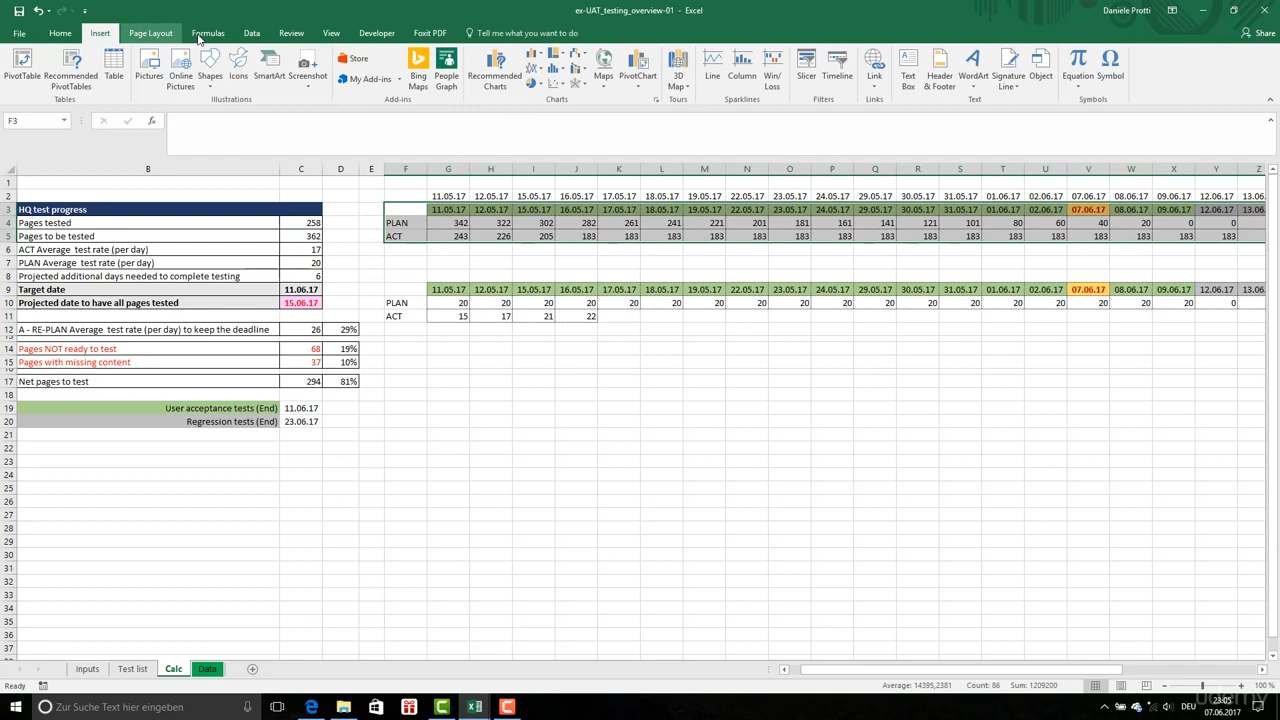 ex-UAT_testing_overview-01 - Excel
Daniele Protti
File Home Insert Page Layout Formulas Data Review View Developer Foxit PDF Tell me what you want to do Share
PivotTable Recommended PivotTables Table Pictures Online Pictures Shapes Icons SmartArt Screenshot Store My Add-ins Bing Maps People Graph Recommended Charts Maps PivotChart 3D Map Line Column Win/Loss Slicer Timeline Link Text Box Header & Footer WordArt Signature Line Object Equation Symbol
Tables Illustrations Add-ins Charts Tours Sparklines Filters Links Text Symbols
F3 fx
B C D E F G H I J K L M N O P Q R S T U V W X Y Z
1
2 11.05.17 12.05.17 15.05.17 16.05.17 17.05.17 18.05.17 19.05.17 22.05.17 23.05.17 24.05.17 29.05.17 30.05.17 31.05.17 01.06.17 02.06.17 07.06.17 08.06.17 09.06.17 12.06.17 13.06.
3 HQ test progress 11.05.17 12.05.17 15.05.17 16.05.17 17.05.17 18.05.17 19.05.17 22.05.17 23.05.17 24.05.17 29.05.17 30.05.17 31.05.17 01.06.17 02.06.17 07.06.17 08.06.17 09.06.17 12.06.17 13.06.
4 Pages tested 258 PLAN 342 322 302 282 261 241 221 201 181 161 141 121 101 80 60 40 20 0 0
5 Pages to be tested 362 ACT 243 226 205 183 183 183 183 183 183 183 183 183 183 183 183 183 183 183 183
6 ACT Average test rate (per day) 17
7 PLAN Average test rate (per day) 20
8 Projected additional days needed to complete testing 6
9 Target date 11.06.17 11.05.17 12.05.17 15.05.17 16.05.17 17.05.17 18.05.17 19.05.17 22.05.17 23.05.17 24.05.17 29.05.17 30.05.17 31.05.17 01.06.17 02.06.17 07.06.17 08.06.17 09.06.17 12.06.17 13.06.
10 Projected date to have all pages tested 15.06.17 PLAN 20 20 20 20 20 20 20 20 20 20 20 20 20 20 20 20 20 20 0
11 ACT 15 17 21 22
12 A - RE-PLAN Average test rate (per day) to keep the deadline 26 29%
14 Pages NOT ready to test 68 19%
15 Pages with missing content 37 10%
17 Net pages to test 294 81%
18
19 User acceptance tests (End) 11.06.17
20 Regression tests (End) 23.06.17
21
22
23
24
25
26
27
28
29
30
31
32
33
34
35
36
37
Inputs Test list Calc Data
Ready Average: 14395,2381 Count: 86 Sum: 1209200 100 %
Zur Suche Text hier eingeben
DEU
23:05
07.06.2017
Udemy